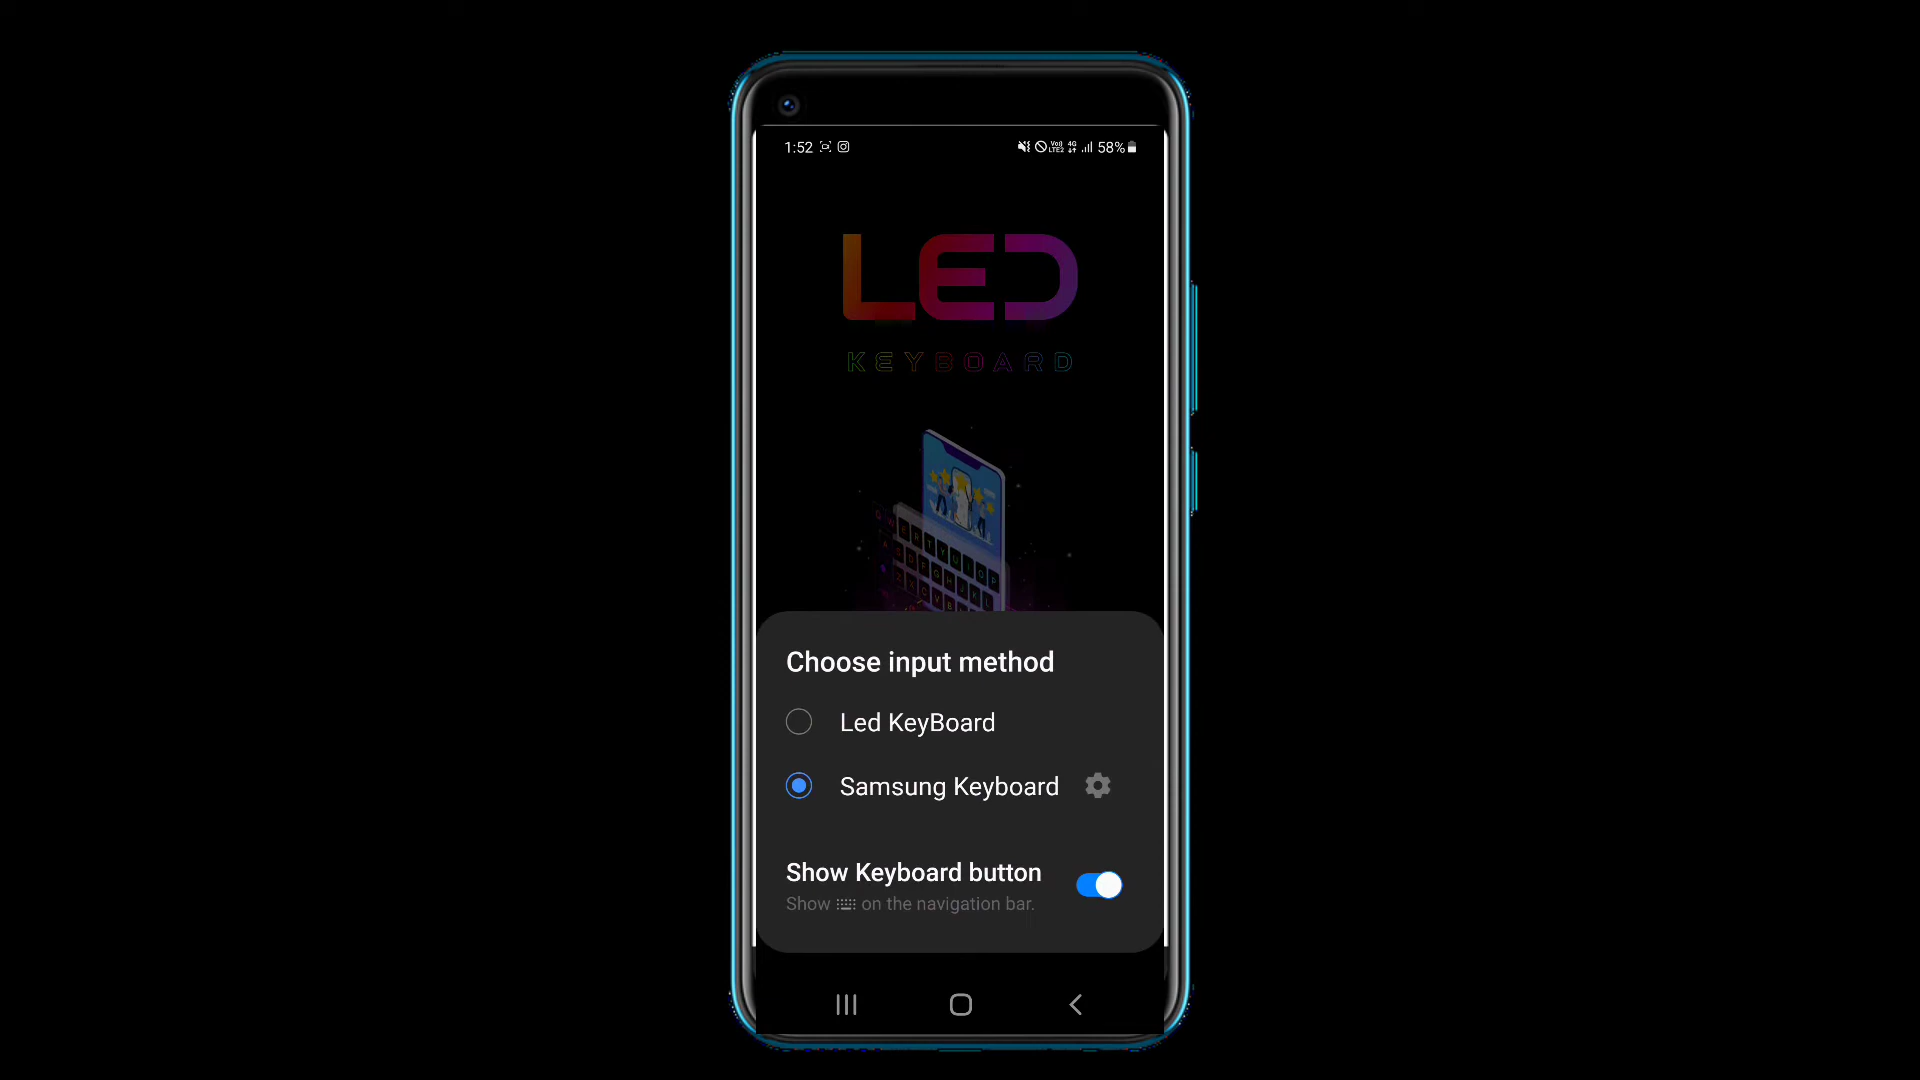 1:52 58%
LED
KEYBOARD
Choose input method
Led KeyBoard
Samsung Keyboard
Show Keyboard button
Show on the navigation bar.